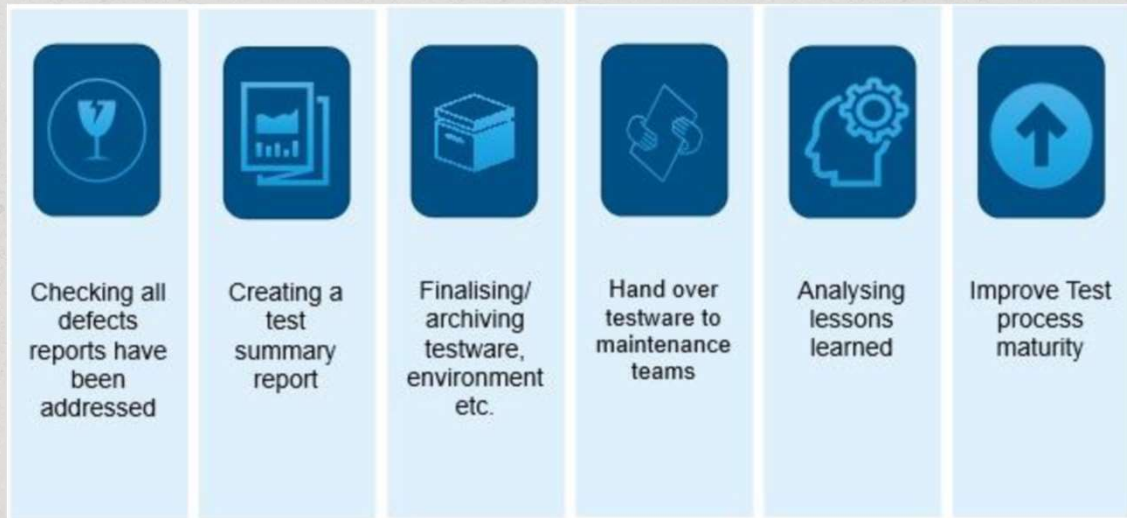 Checking all
defects
reports have
been
addressed
Creating a
test
summary
report
Finalising/
archiving
testware,
environment
etc.
Hand over
testware to
maintenance
teams
Analysing
lessons
learned
Improve Test
process
maturity